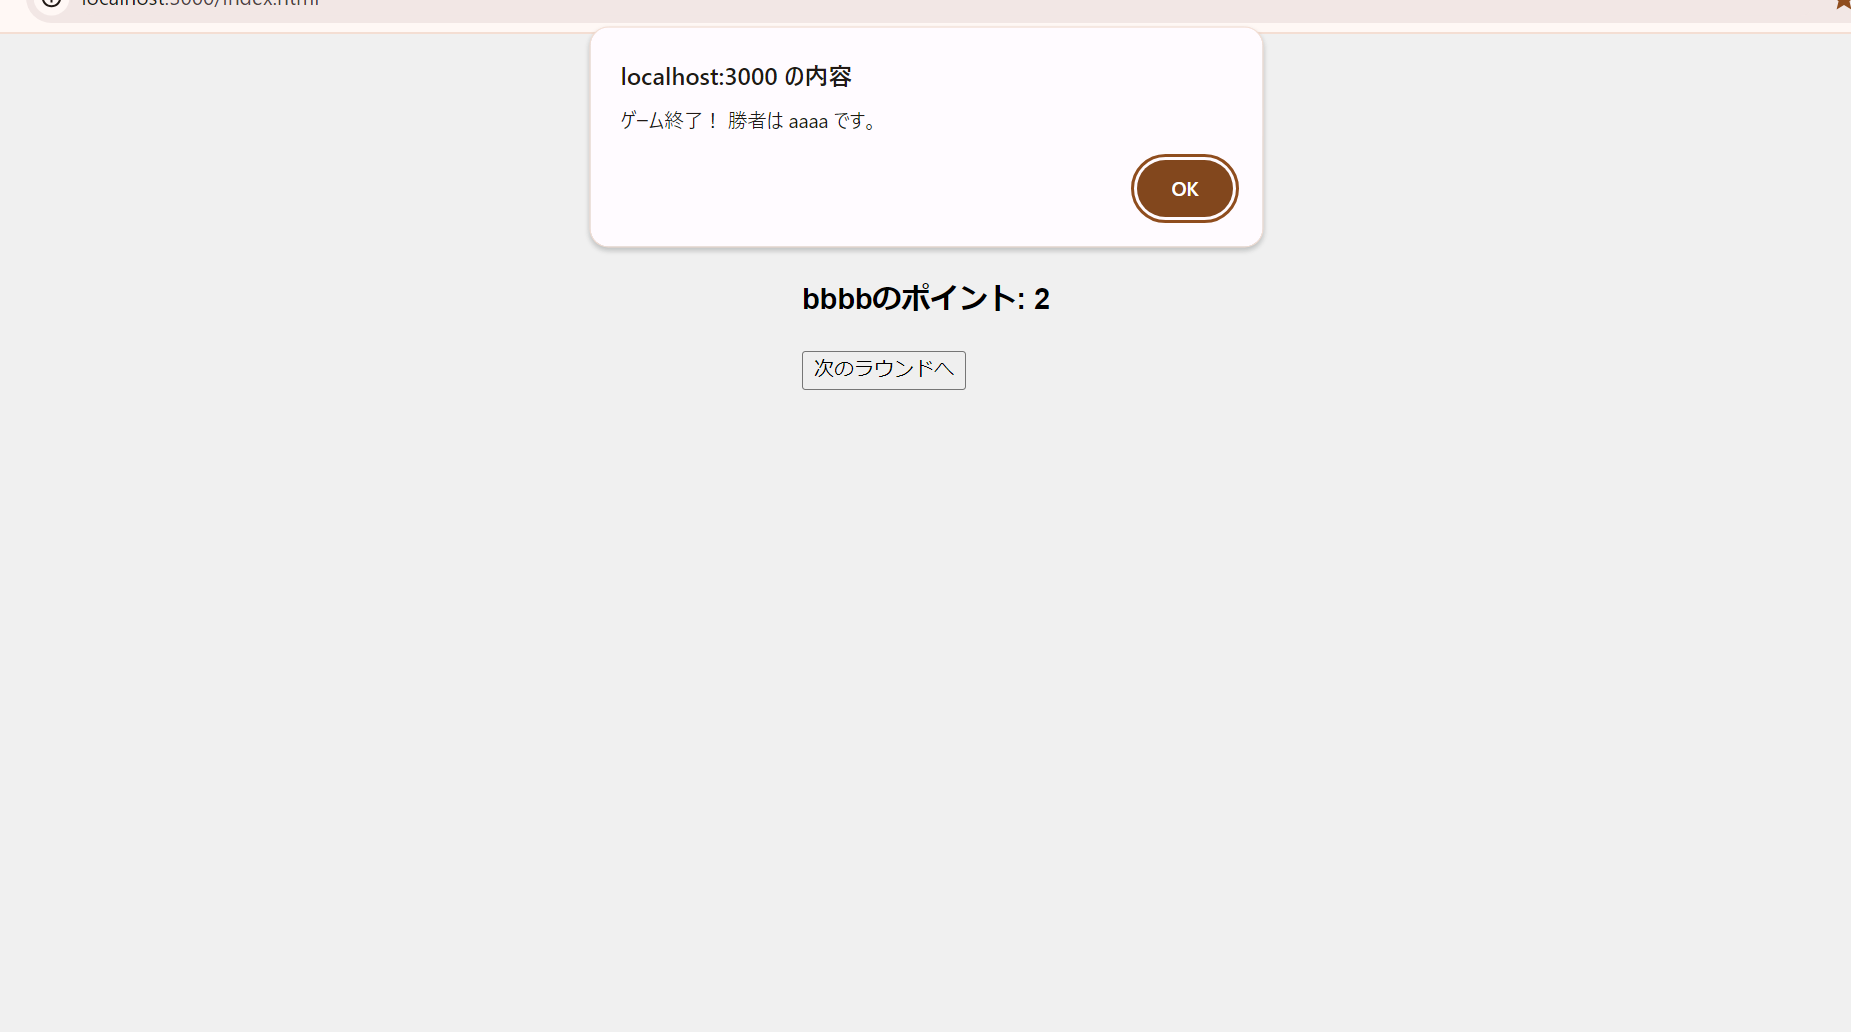 localhost:3000/index.html
localhost:3000 の内容
ゲーム終了！ 勝者は aaaa です。
OK
bbbbのポイント: 2
次のラウンドへ